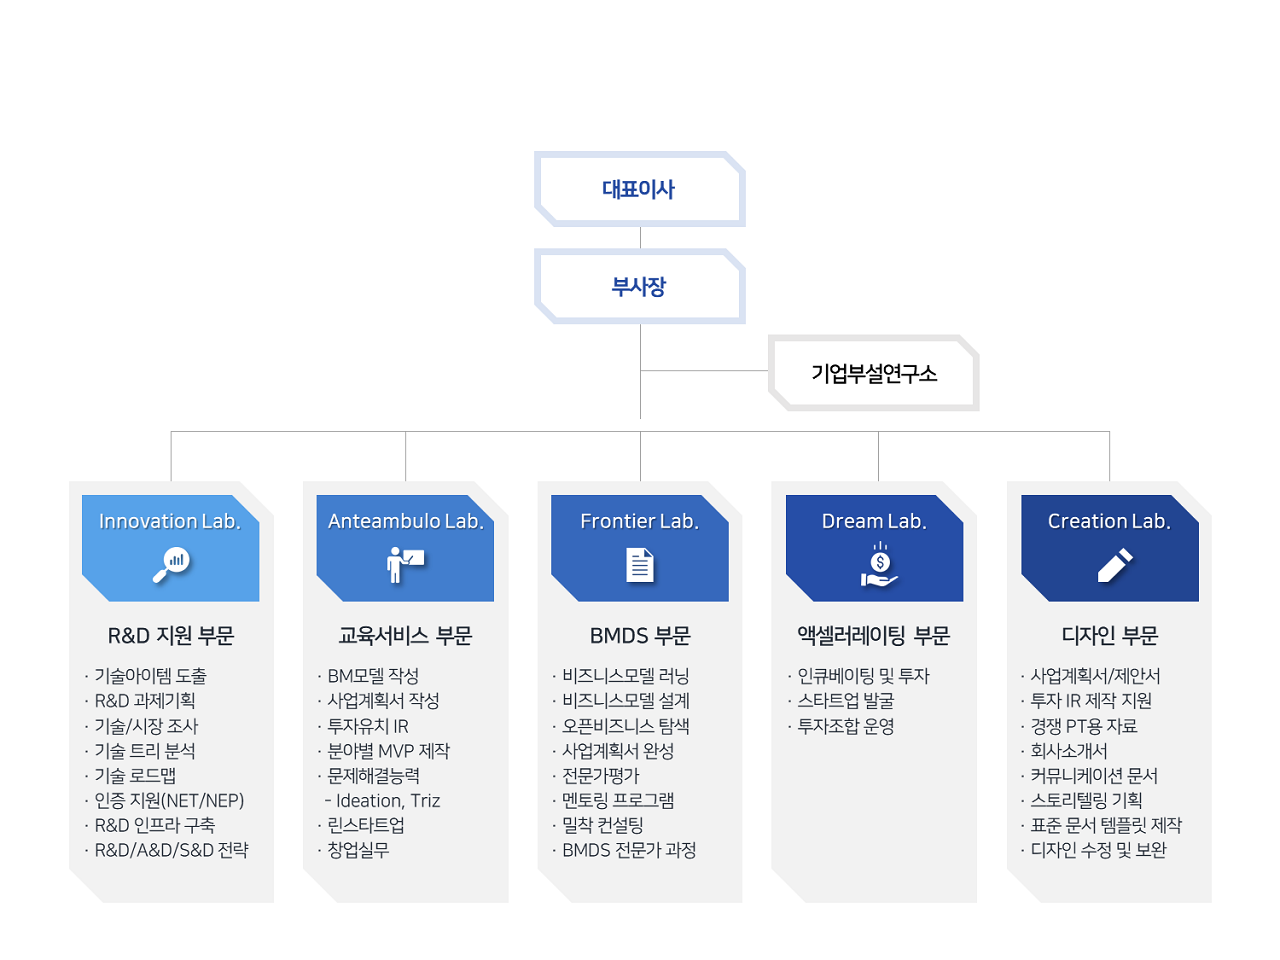 대표이사
부사장
기업부설연구소
Innovation Lab.
R&D 지원 부문
· 기술아이템 도출
· R&D 과제기획
· 기술/시장 조사
· 기술 트리 분석
· 기술 로드맵
· 인증 지원(NET/NEP)
· R&D 인프라 구축
· R&D/A&D/S&D 전략
Anteambulo Lab.
교육서비스 부문
· BM모델 작성
· 사업계획서 작성
· 투자유치 IR
· 분야별 MVP 제작
· 문제해결능력
- Ideation, Triz
· 린스타트업
· 창업실무
Frontier Lab.
BMDS 부문
· 비즈니스모델 러닝
· 비즈니스모델 설계
· 오픈비즈니스 탐색
· 사업계획서 완성
· 전문가평가
· 멘토링 프로그램
· 밀착 컨설팅
· BMDS 전문가 과정
Dream Lab.
$
액셀러레이팅 부문
· 인큐베이팅 및 투자
· 스타트업 발굴
· 투자조합 운영
Creation Lab.
디자인 부문
· 사업계획서/제안서
· 투자 IR 제작 지원
· 경쟁 PT용 자료
· 회사소개서
· 커뮤니케이션 문서
· 스토리텔링 기획
· 표준 문서 템플릿 제작
· 디자인 수정 및 보완